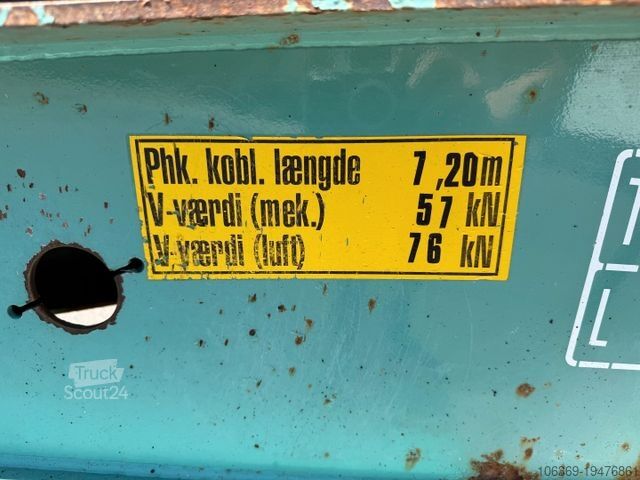 Phk. kobl. længde 7,20m
V-værdi (mek.) 57 kN
V-værdi (luft) 76 kN
T
L
Truck
Scout24
106369-19476861